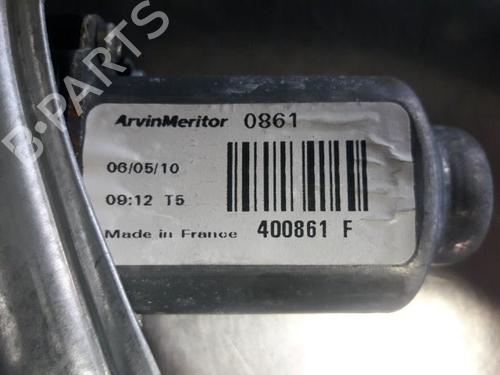 ArvinMeritor 0861
06/05/10
09:12 T5
Made in France 400861 F
B-PARTS